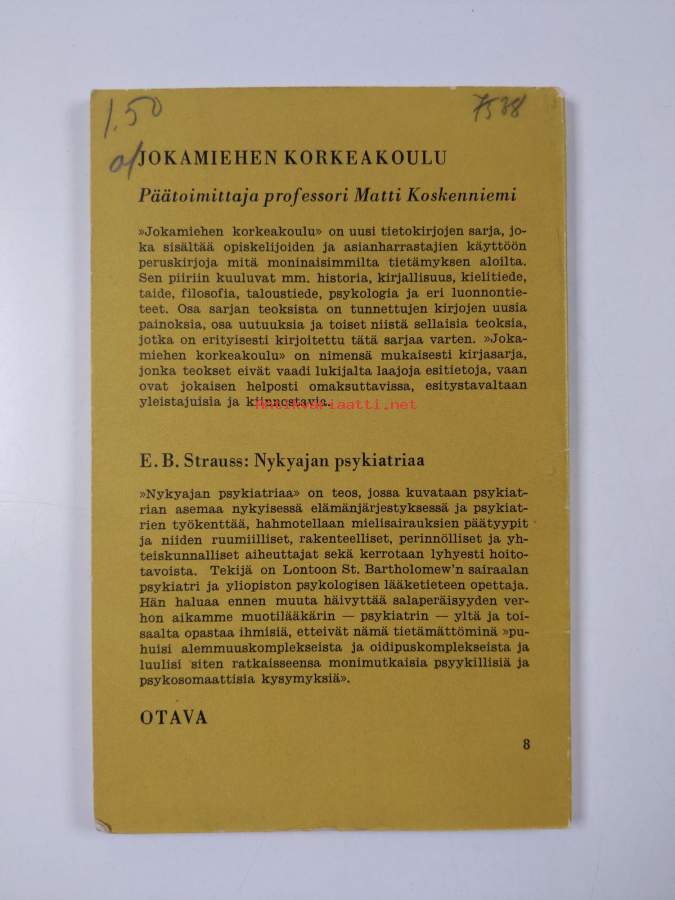 1.50
7538
of
JOKAMIEHEN KORKEAKOULU
Päätoimittaja professori Matti Koskenniemi
»Jokamiehen korkeakoulu» on uusi tietokirjojen sarja, jo-
ka sisältää opiskelijoiden ja asianharrastajien käyttöön
peruskirjoja mitä moninaisimmilta tietämyksen aloilta.
Sen piiriin kuuluvat mm. historia, kirjallisuus, kielitiede,
taide, filosofia, taloustiede, psykologia ja eri luonnontie-
teet. Osa sarjan teoksista on tunnettujen kirjojen uusia
painoksia, osa uutuuksia ja toiset niistä sellaisia teoksia,
jotka on erityisesti kirjoitettu tätä sarjaa varten. »Joka-
miehen korkeakoulu» on nimensä mukaisesti kirjasarja,
jonka teokset eivät vaadi lukijalta laajoja esitietoja, vaan
ovat jokaisen helposti omaksuttavissa, esitystavaltaan
yleistajuisia ja kiinnostavia.
Antikvariaatti.net
E. B. Strauss: Nykyajan psykiatriaa
»Nykyajan psykiatriaa» on teos, jossa kuvataan psykiat-
rian asemaa nykyisessä elämänjärjestyksessä ja psykiat-
rien työkenttää, hahmotellaan mielisairauksien päätyypit
ja niiden ruumiilliset, rakenteelliset, perinnölliset ja yh-
teiskunnalliset aiheuttajat sekä kerrotaan lyhyesti hoito-
tavoista. Tekijä on Lontoon St. Bartholomew'n sairaalan
psykiatri ja yliopiston psykologisen lääketieteen opettaja.
Hän haluaa ennen muuta häivyttää salaperäisyyden ver-
hon aikamme muotilääkärin — psykiatrin — yltä ja toi-
saalta opastaa ihmisiä, etteivät nämä tietämättöminä »pu-
huisi alemmuuskomplekseista ja oidipuskomplekseista ja
luulisi siten ratkaisseensa monimutkaisia psyykillisiä ja
psykosomaattisia kysymyksiä».
OTAVA
8